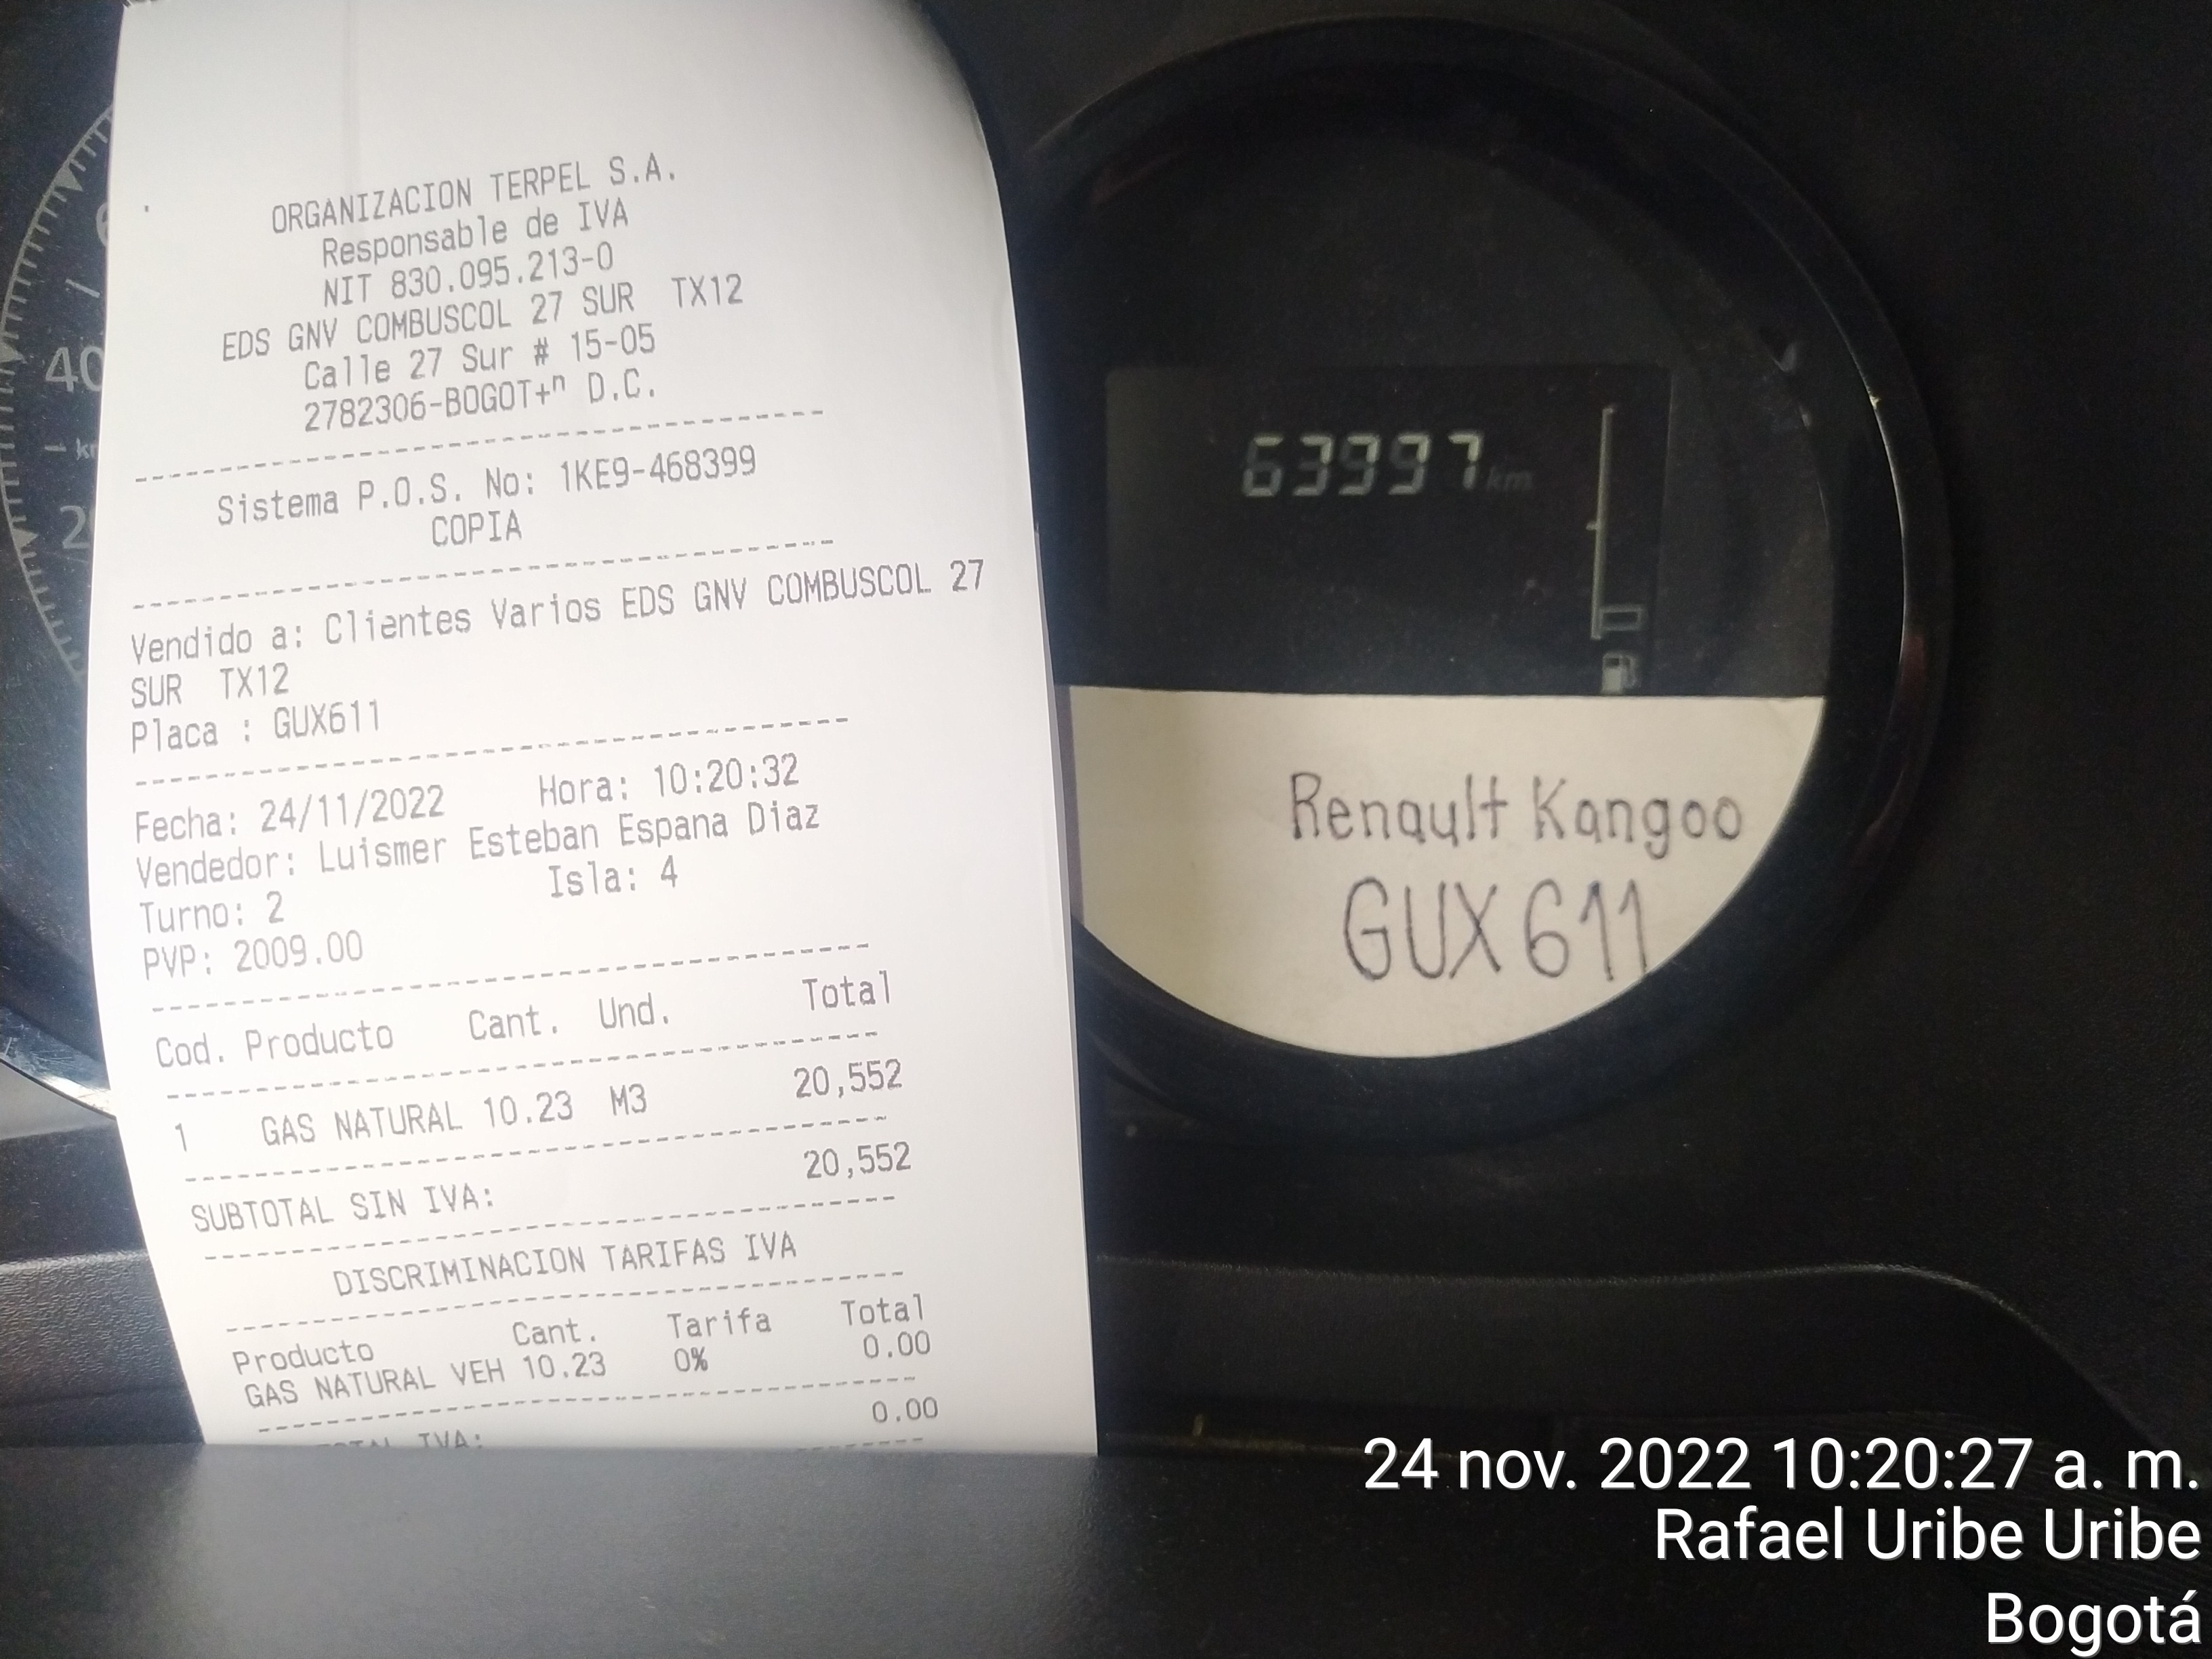 ORGANIZACION TERPEL S.A.
Responsable de IVA
NIT 830.095.213-0
EDS GNV COMBUSCOL 27 SUR TX12
Calle 27 Sur # 15-05
2782306-BOGOT+ⁿ D.C.
Sistema P.O.S. No: 1KE9-468399
COPIA
Vendido a: Clientes Varios EDS GNV COMBUSCOL 27
SUR TX12
Placa : GUX611
Fecha: 24/11/2022 Hora: 10:20:32
Vendedor: Luismer Esteban Espana Diaz
Turno: 2 Isla: 4
PVP: 2009.00
Cod. Producto Cant. Und. Total
1 GAS NATURAL 10.23 M3 20,552
SUBTOTAL SIN IVA: 20,552
DISCRIMINACION TARIFAS IVA
Producto Cant. Tarifa Total
GAS NATURAL VEH 10.23 0% 0.00
IVA: 0.00
40
63997 km
Renault Kangoo
GUX 611
24 nov. 2022 10:20:27 a. m.
Rafael Uribe Uribe
Bogotá